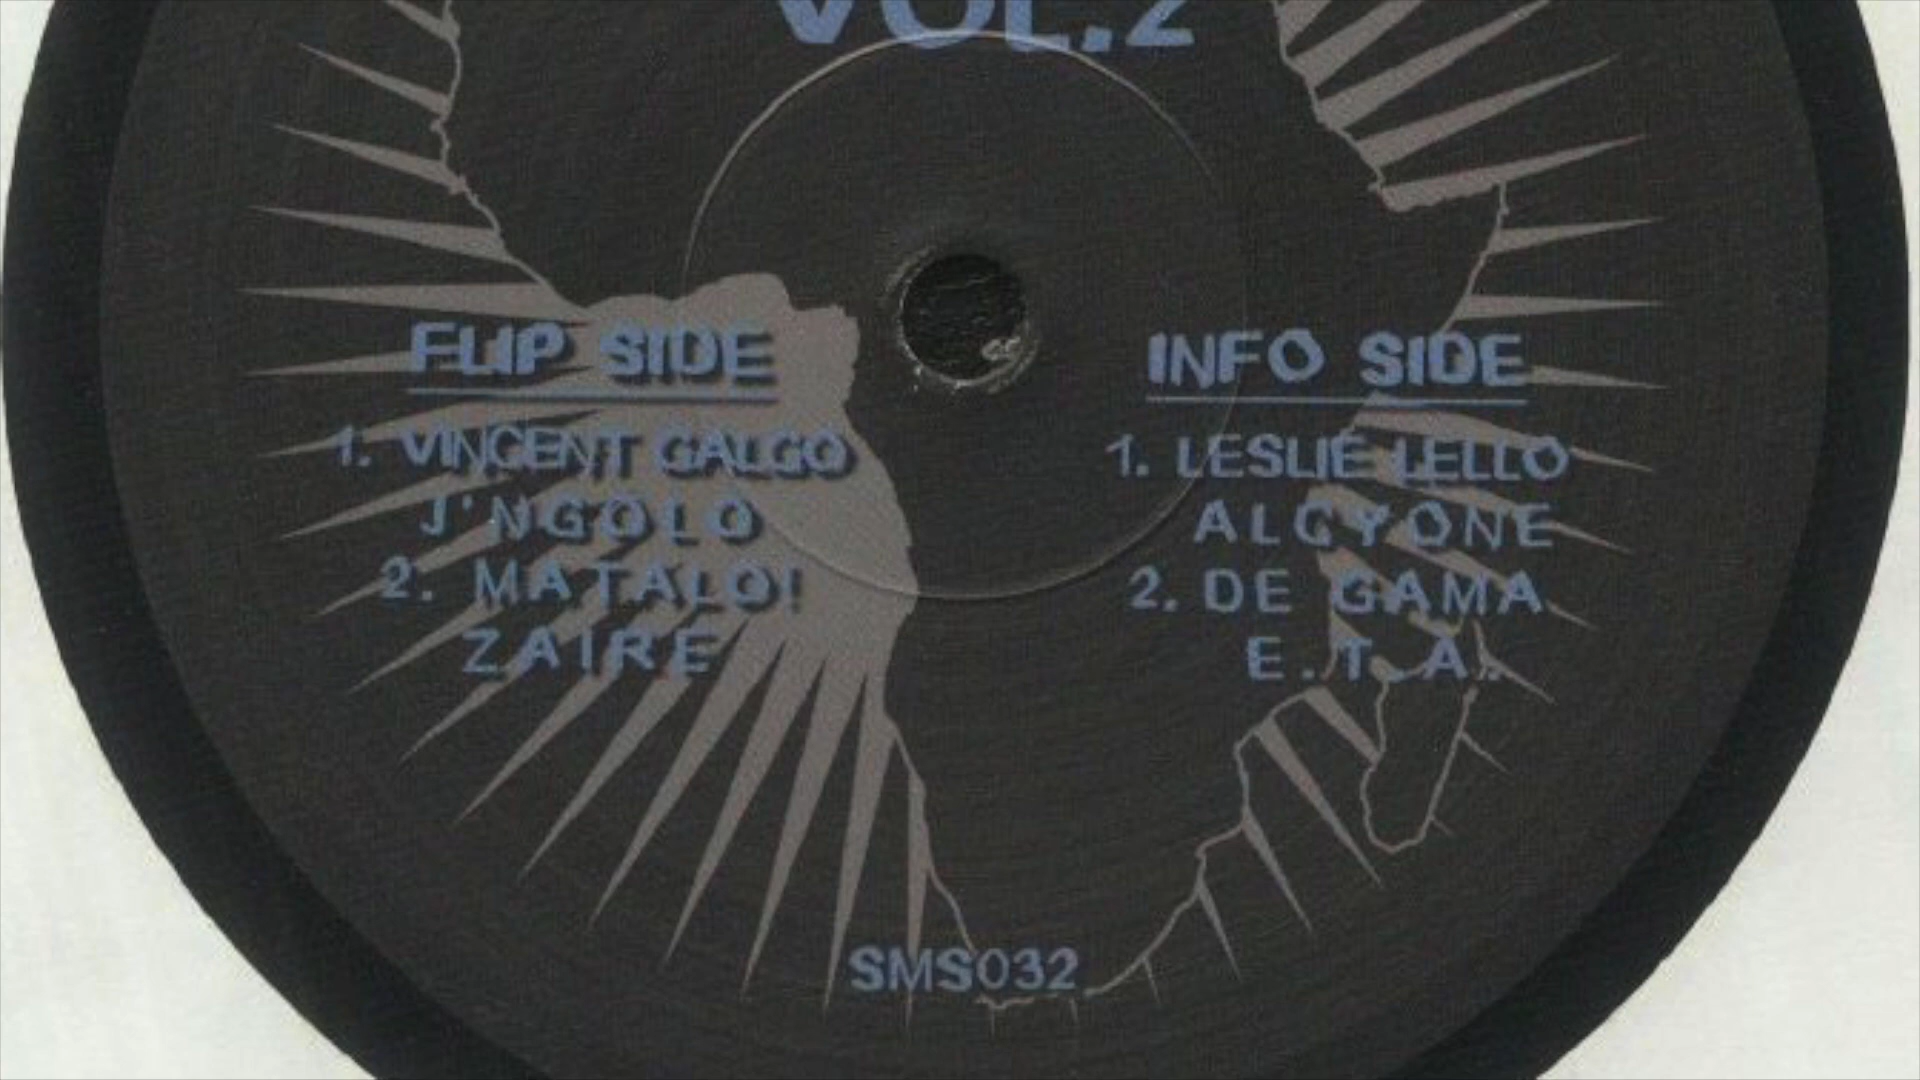 VOL.2
FLIP SIDE
1. VINCENT GALGO
J'NGOLO
2. MATALO!
ZAIRE
INFO SIDE
1. LESLIE LELLO
ALCYONE
2. DE GAMA
E.T.A.
SMS032